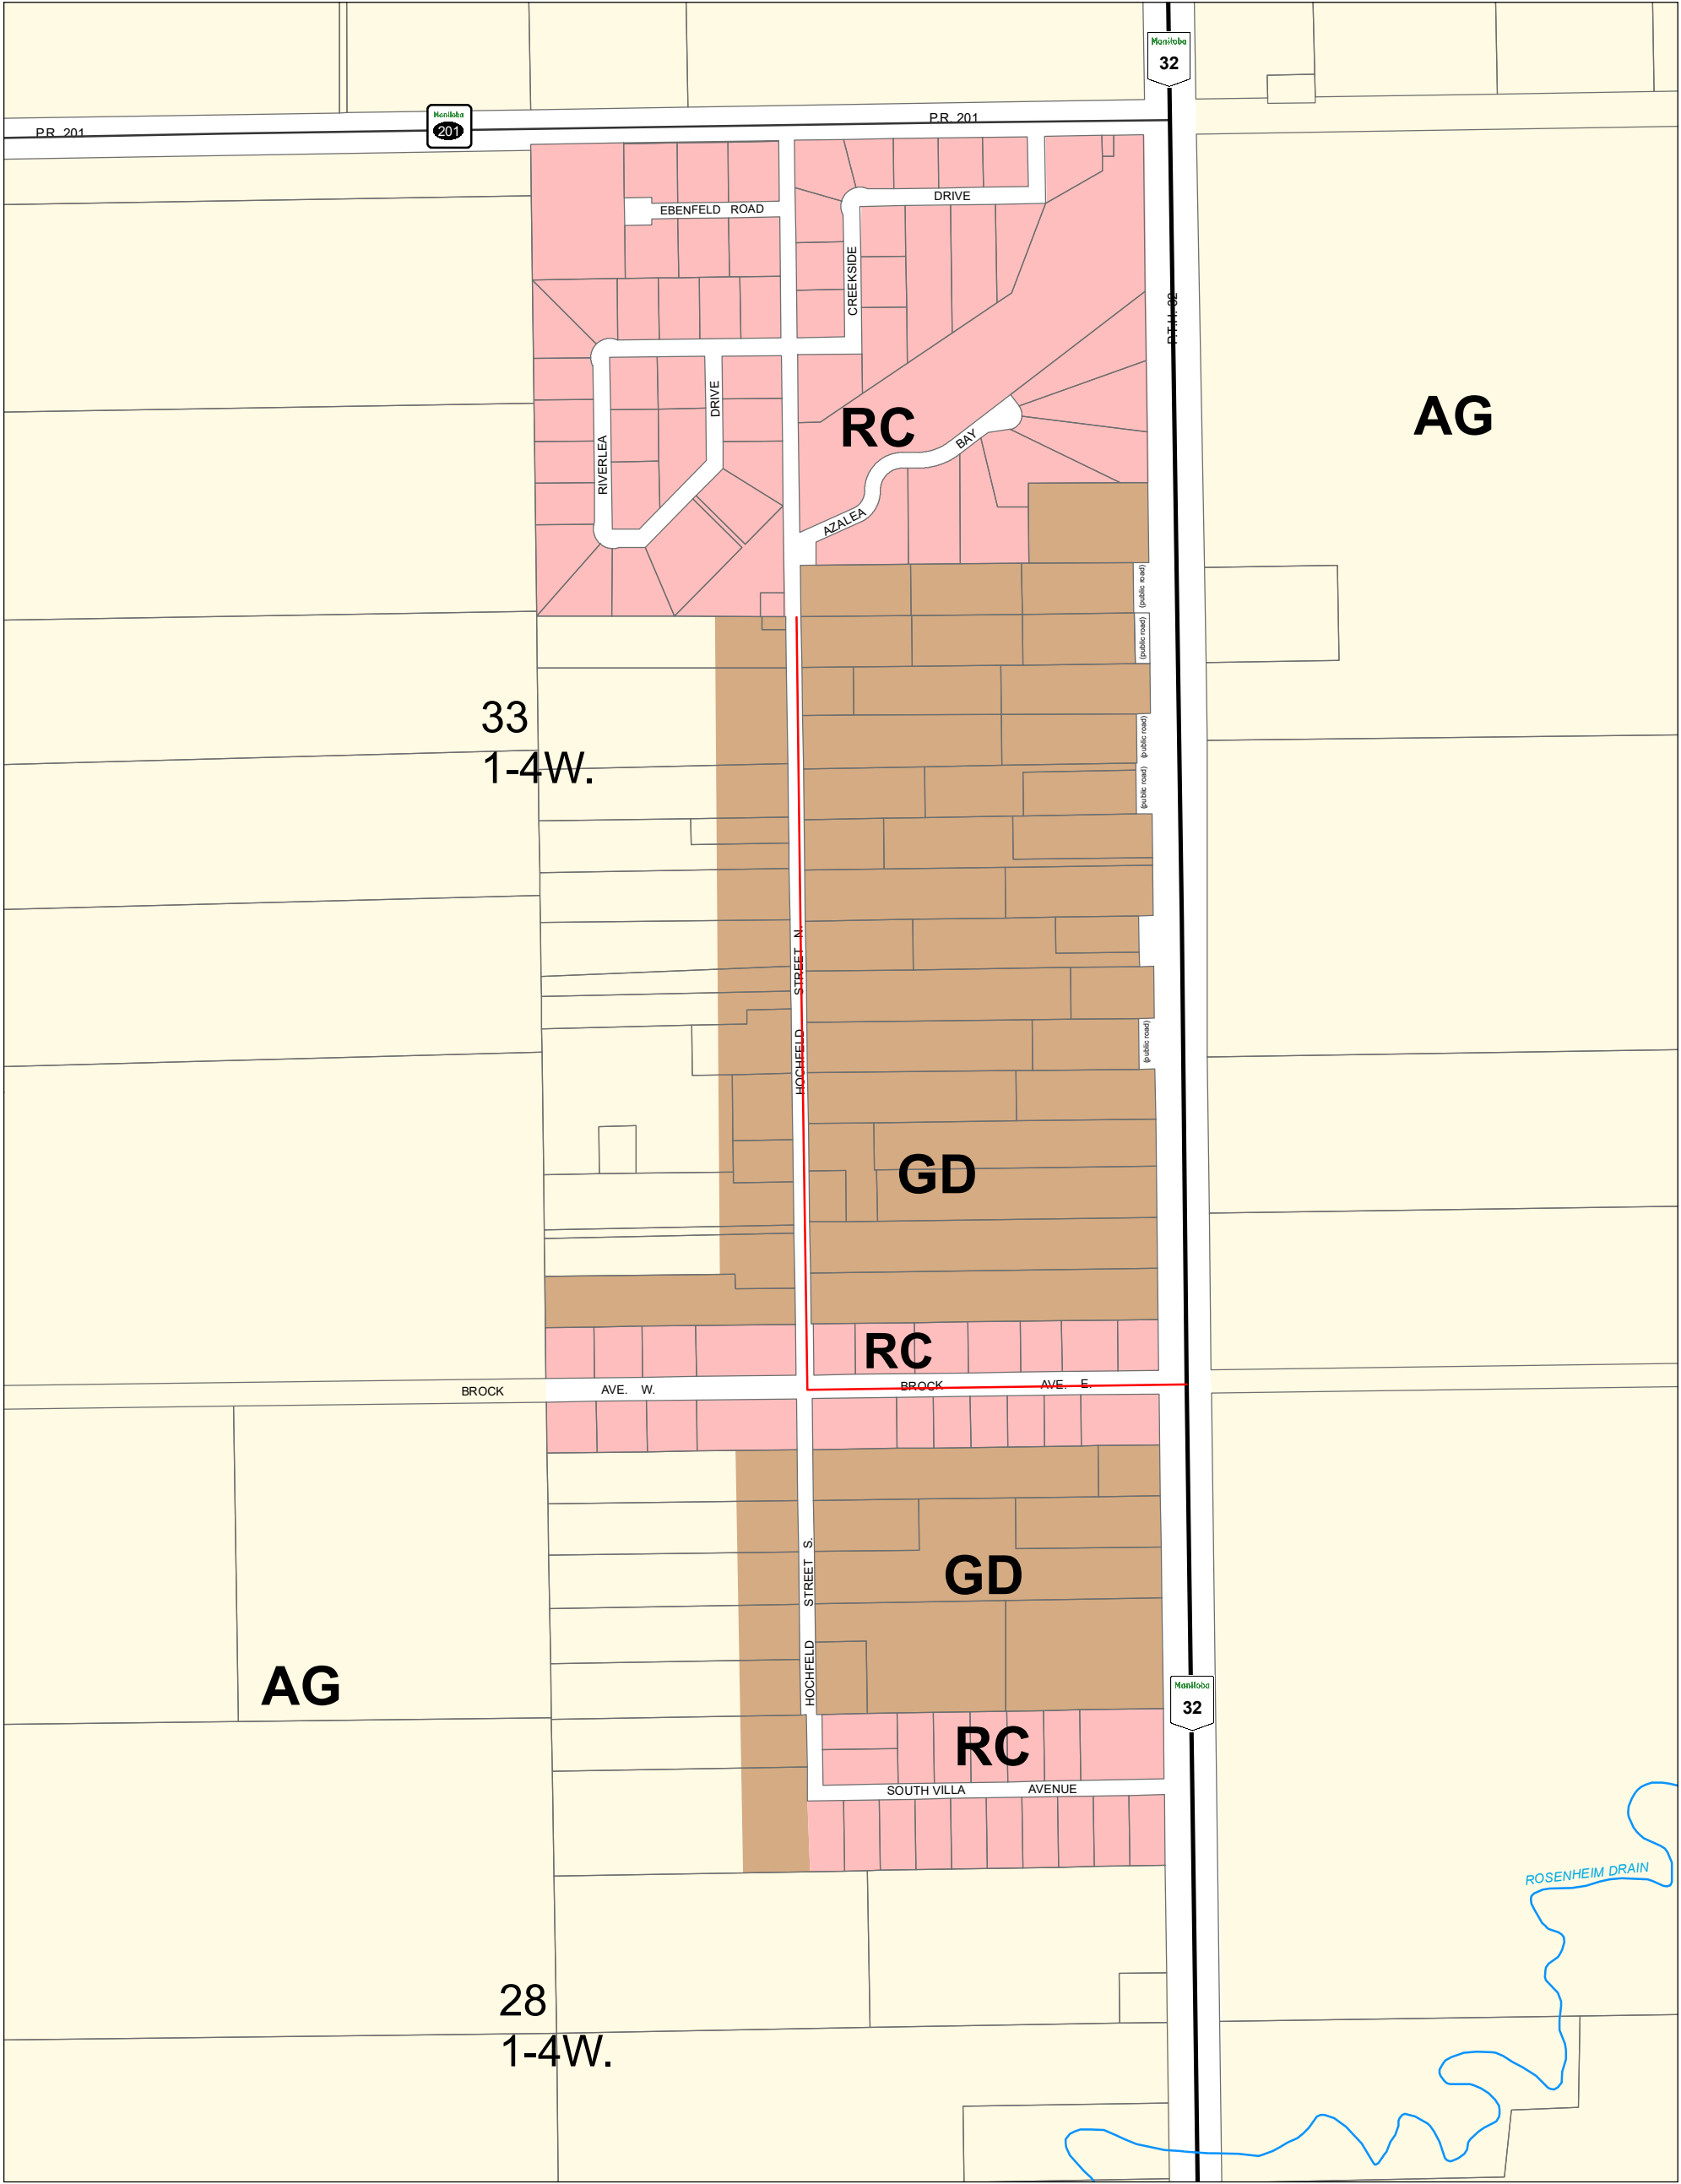 Manitoba
32
P.R. 201
Manitoba
201
P.R. 201
EBENFELD ROAD
DRIVE
CREEKSIDE
P.T.H. 32
DRIVE
RIVERLEA
RC
AG
BAY
AZALEA
(public road)
(public road)
33
1-4W.
(public road)
(public road)
HOCHFELD STREET N.
(public road)
GD
RC
BROCK AVE. W.
BROCK AVE. E.
HOCHFELD STREET S.
GD
AG
Manitoba
32
RC
SOUTH VILLA AVENUE
ROSENHEIM DRAIN
28
1-4W.